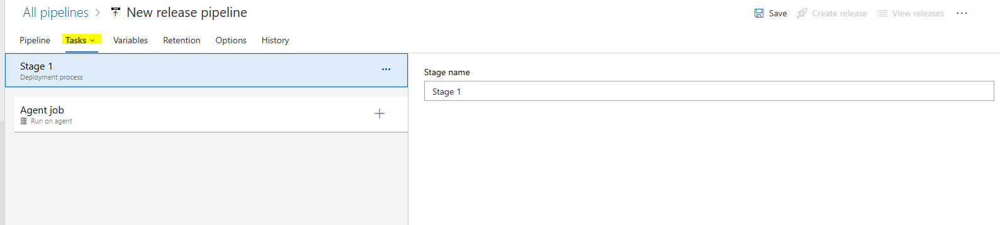 All pipelines > New release pipeline
Save Create release View releases ...
Pipeline Tasks Variables Retention Options History
Stage 1
Deployment process
Agent job
Run on agent
Stage name
Stage 1